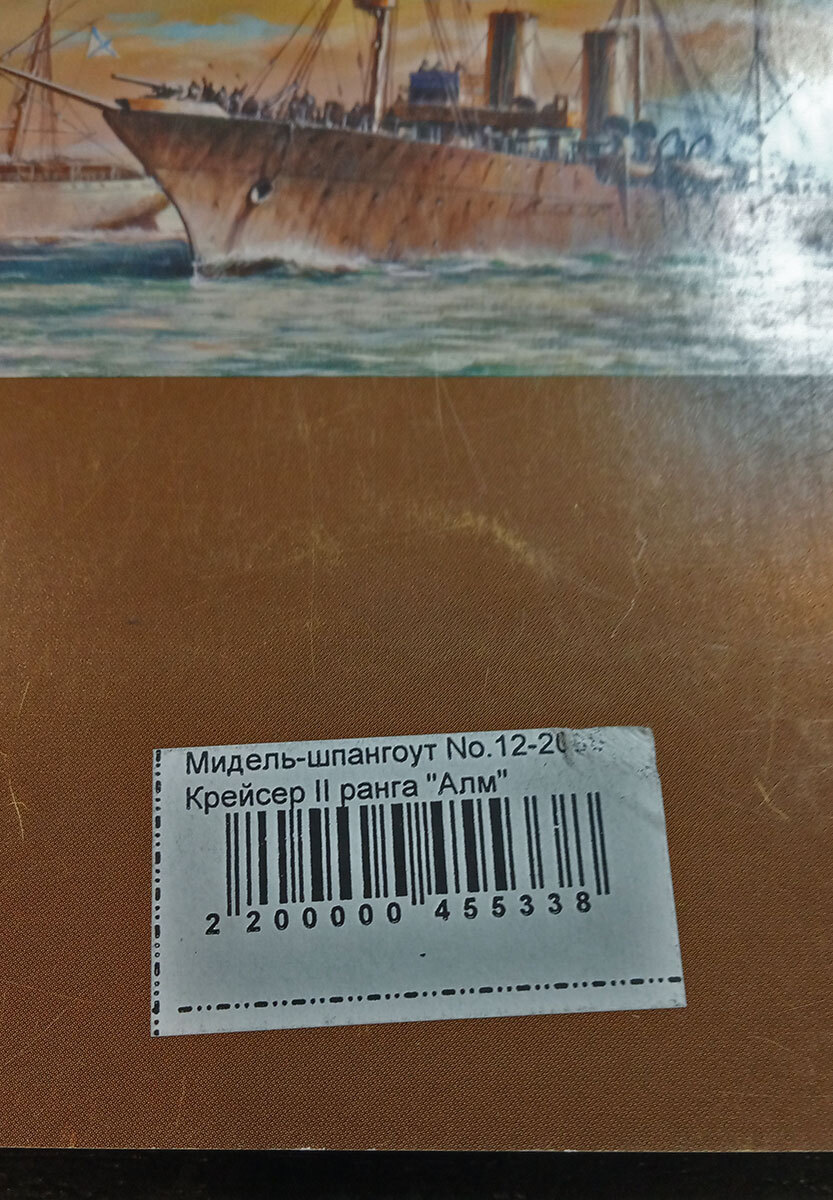 Мидель-шпангоут No.12-20
Крейсер II ранга "Алм"
2 200000 455338